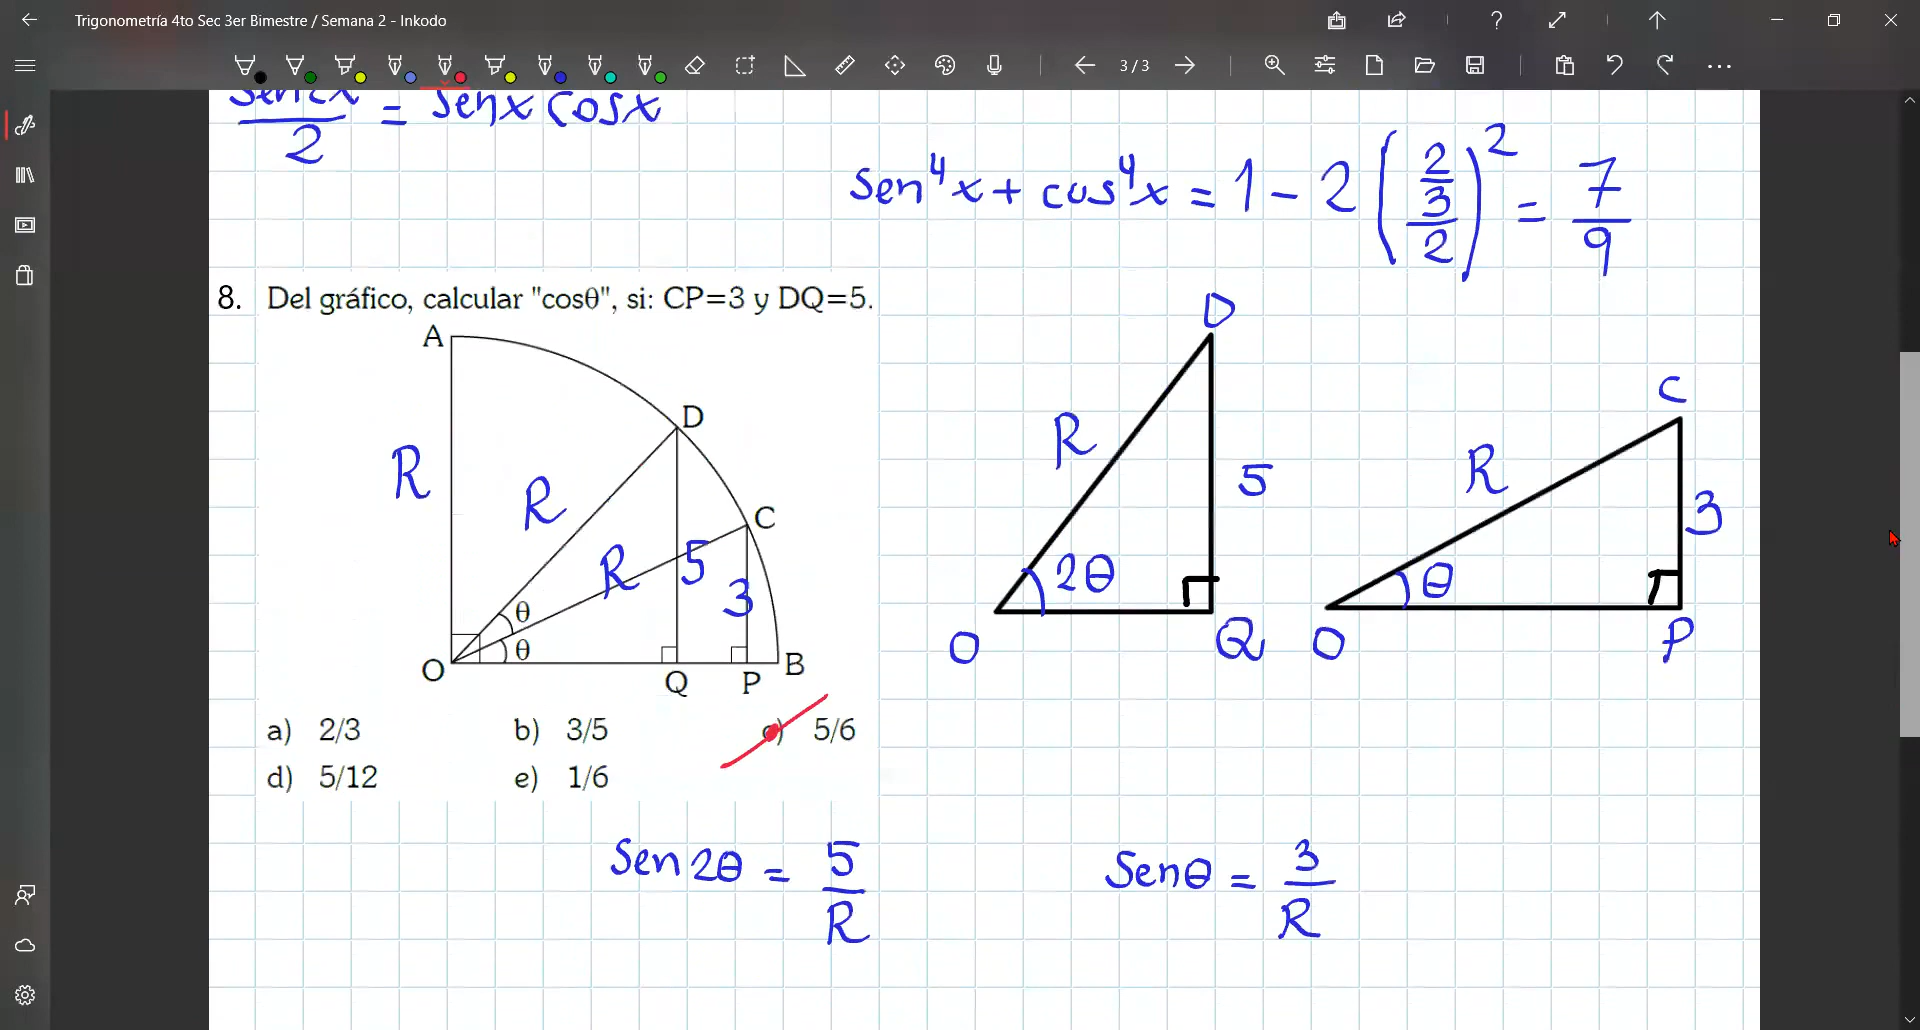 Trigonometría 4to Sec 3er Bimestre / Semana 2 - Inkodo
3 / 3
sen2x/2 = senx cosx
sen⁴x + cos⁴x = 1 - 2 ((2/3)/2)² = 7/9
8. Del gráfico, calcular "cosθ", si: CP=3 y DQ=5.
A
D
R
R
C
R
5
3
θ
θ
O
Q
P
B
a) 2/3 b) 3/5 c) 5/6
d) 5/12 e) 1/6
D
R
5
2θ
O
Q
C
R
3
θ
O
P
Sen 2θ = 5/R
Senθ = 3/R